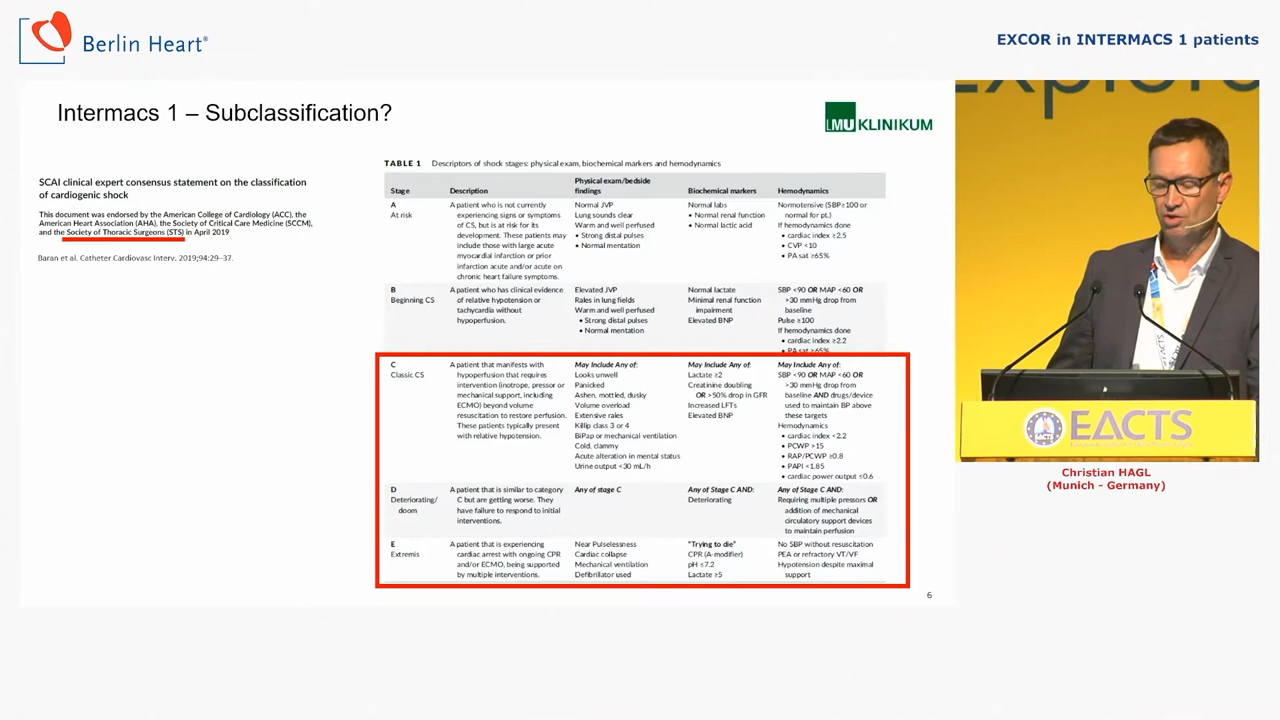 Berlin Heart®
EXCOR in INTERMACS 1 patients
Intermacs 1 – Subclassification?
LMU KLINIKUM
SCAI clinical expert consensus statement on the classification
of cardiogenic shock
This document was endorsed by the American College of Cardiology (ACC), the
American Heart Association (AHA), the Society of Critical Care Medicine (SCCM),
and the Society of Thoracic Surgeons (STS) in April 2019
Baran et al. Catheter Cardiovasc Interv. 2019;94:29–37.
TABLE 1 Descriptors of shock stages: physical exam, biochemical markers and hemodynamics
Stage
Description
Physical exam/bedside
findings
Biochemical markers
Hemodynamics
A
At risk
A patient who is not currently
experiencing signs or symptoms
of CS, but is at risk for its
development. These patients may
include those with large acute
myocardial infarction or prior
infarction acute and/or acute on
chronic heart failure symptoms.
Normal JVP
Lung sounds clear
Warm and well perfused
• Strong distal pulses
• Normal mentation
Normal labs
• Normal renal function
• Normal lactic acid
Normotensive (SBP≥100 or
normal for pt.)
If hemodynamics done
• cardiac index ≥2.5
• CVP <10
• PA sat ≥65%
B
Beginning CS
A patient who has clinical evidence
of relative hypotension or
tachycardia without
hypoperfusion.
Elevated JVP
Rales in lung fields
Warm and well perfused
• Strong distal pulses
• Normal mentation
Normal lactate
Minimal renal function
impairment
Elevated BNP
SBP <90 OR MAP <60 OR
>30 mmHg drop from
baseline
Pulse ≥100
If hemodynamics done
• cardiac index ≥2.2
• PA sat ≥65%
C
Classic CS
A patient that manifests with
hypoperfusion that requires
intervention (inotrope, pressor or
mechanical support, including
ECMO) beyond volume
resuscitation to restore perfusion.
These patients typically present
with relative hypotension.
May Include Any of:
Looks unwell
Panicked
Ashen, mottled, dusky
Volume overload
Extensive rales
Killip class 3 or 4
BiPap or mechanical ventilation
Cold, clammy
Acute alteration in mental status
Urine output <30 mL/h
May Include Any of:
Lactate ≥2
Creatinine doubling
OR >50% drop in GFR
Increased LFTs
Elevated BNP
May Include Any of:
SBP <90 OR MAP <60 OR
>30 mmHg drop from
baseline AND drugs/device
used to maintain BP above
these targets
Hemodynamics
• cardiac index <2.2
• PCWP >15
• RAP/PCWP ≥0.8
• PAPI <1.85
• cardiac power output ≤0.6
D
Deteriorating/
doom
A patient that is similar to category
C but are getting worse. They
have failure to respond to initial
interventions.
Any of stage C
Any of Stage C AND:
Deteriorating
Any of Stage C AND:
Requiring multiple pressors OR
addition of mechanical
circulatory support devices
to maintain perfusion
E
Extremis
A patient that is experiencing
cardiac arrest with ongoing CPR
and/or ECMO, being supported
by multiple interventions.
Near Pulselessness
Cardiac collapse
Mechanical ventilation
Defibrillator used
"Trying to die"
CPR (A-modifier)
pH ≤7.2
Lactate ≥5
No SBP without resuscitation
PEA or refractory VT/VF
Hypotension despite maximal
support
6
EACTS
EACTS
Christian HAGL
(Munich - Germany)